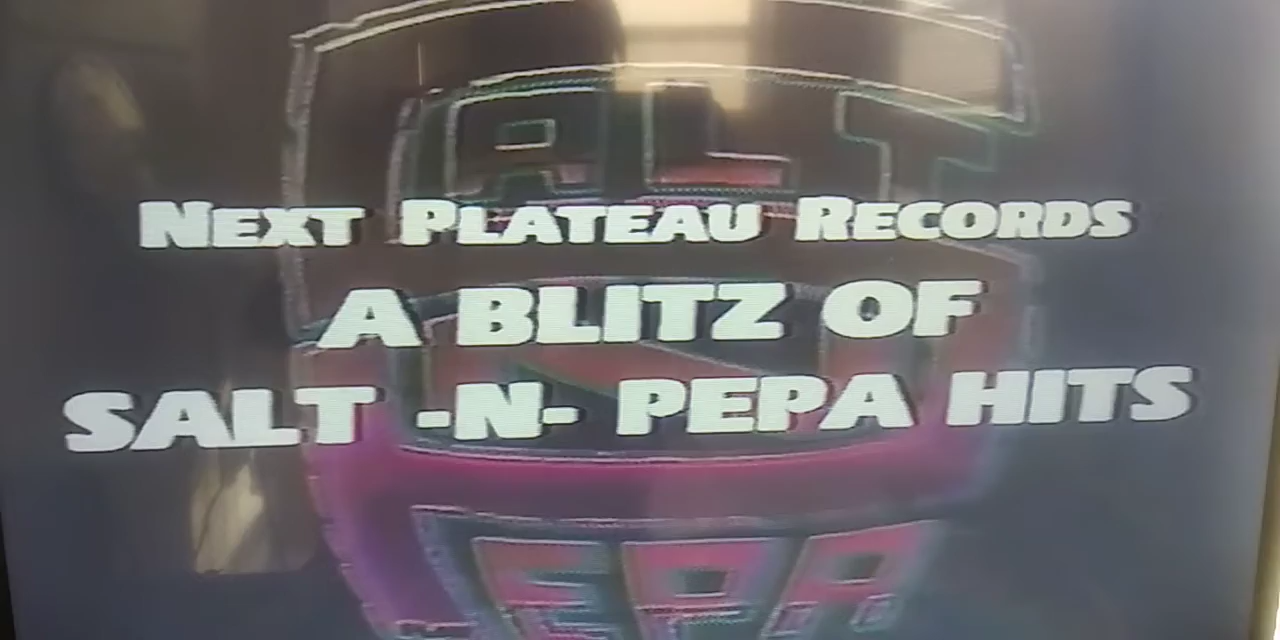 NEXT PLATEAU RECORDS
A BLITZ OF
SALT -N- PEPA HITS